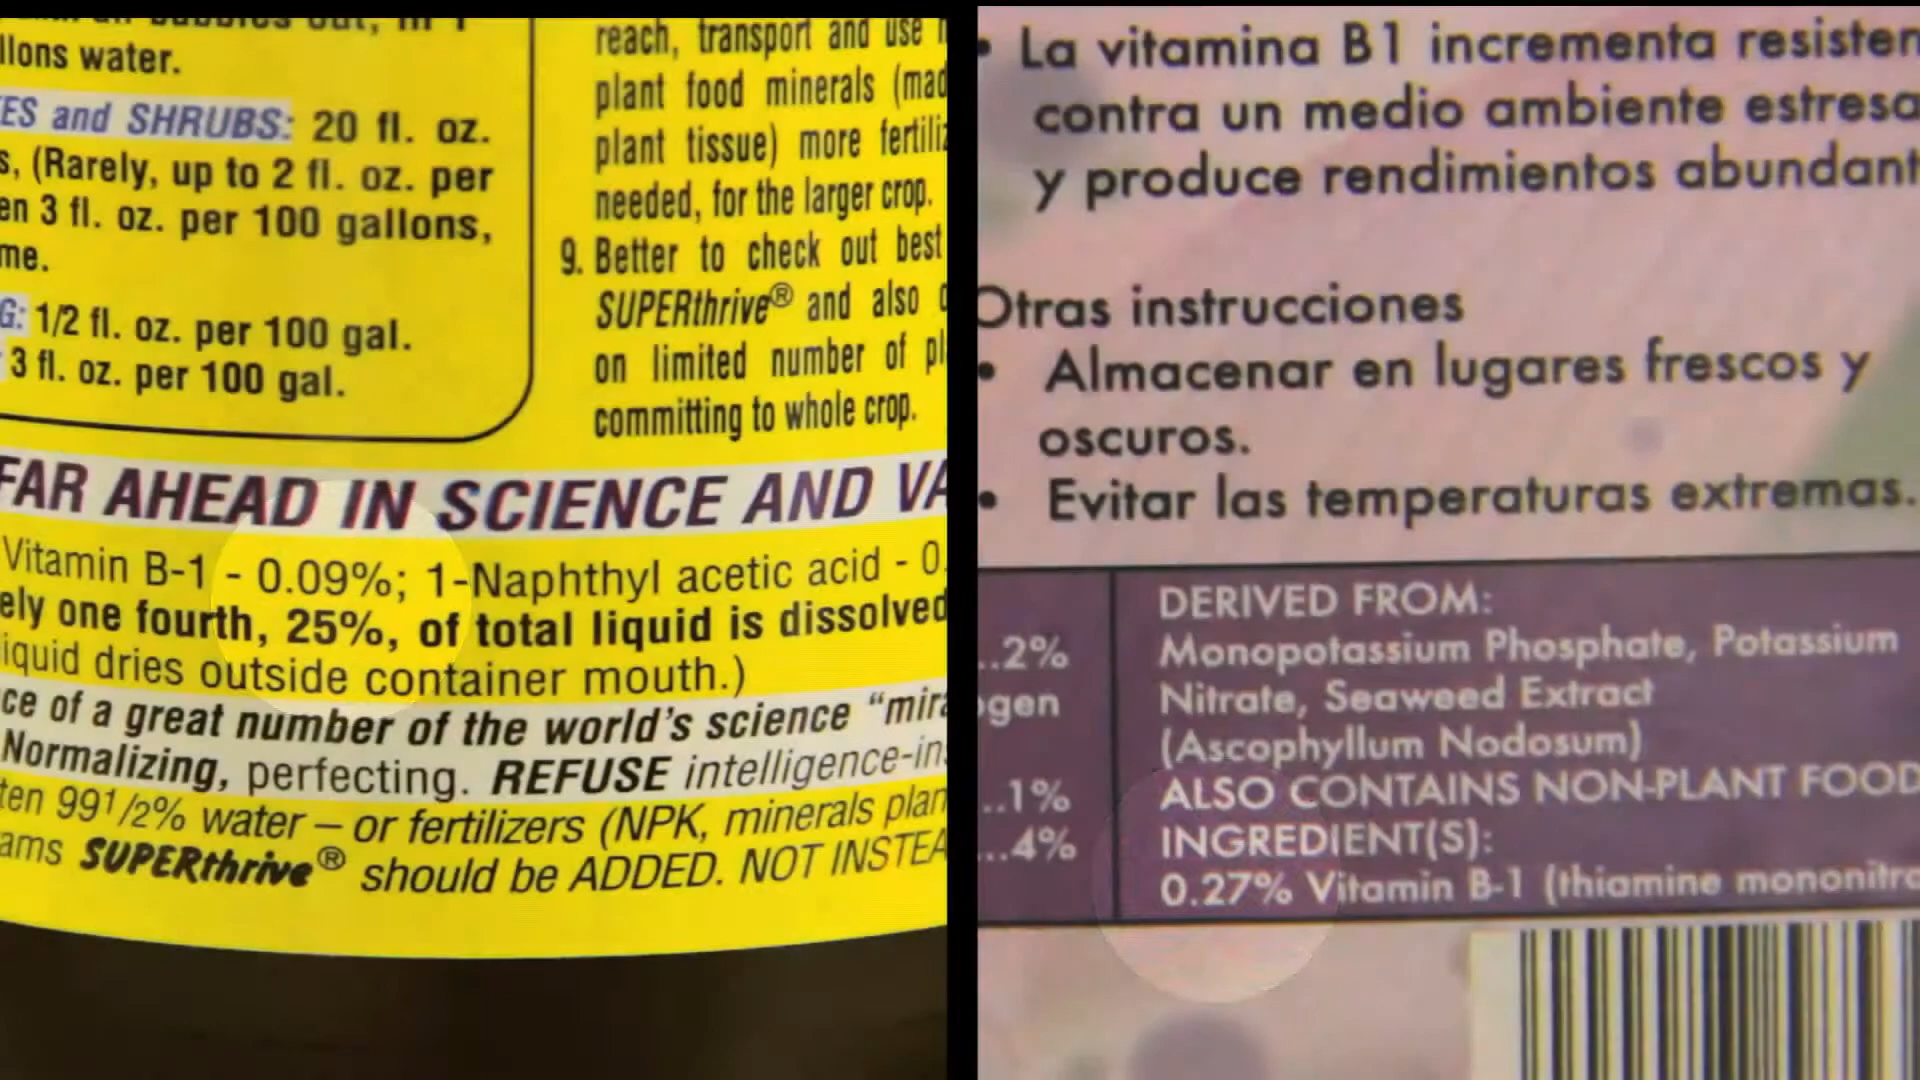 llons water.
ES and SHRUBS: 20 fl. oz.
s, (Rarely, up to 2 fl. oz. per
en 3 fl. oz. per 100 gallons,
me.
G: 1/2 fl. oz. per 100 gal.
3 fl. oz. per 100 gal.
reach, transport and use
plant food minerals (mad
plant tissue) more fertiliz
needed, for the larger crop.
9. Better to check out best
SUPERthrive® and also
on limited number of pl
committing to whole crop.
FAR AHEAD IN SCIENCE AND VA
Vitamin B-1 - 0.09%; 1-Naphthyl acetic acid - 0.
ely one fourth, 25%, of total liquid is dissolved
iquid dries outside container mouth.)
ce of a great number of the world's science "mira
Normalizing, perfecting. REFUSE intelligence-in
ten 99 1/2% water – or fertilizers (NPK, minerals plan
ams SUPERthrive® should be ADDED. NOT INSTEA
• La vitamina B1 incrementa resisten
contra un medio ambiente estresa
y produce rendimientos abundant
Otras instrucciones
• Almacenar en lugares frescos y
oscuros.
• Evitar las temperaturas extremas.
..2%
gen
..1%
...4%
DERIVED FROM:
Monopotassium Phosphate, Potassium
Nitrate, Seaweed Extract
(Ascophyllum Nodosum)
ALSO CONTAINS NON-PLANT FOOD
INGREDIENT(S):
0.27% Vitamin B-1 (thiamine mononitra